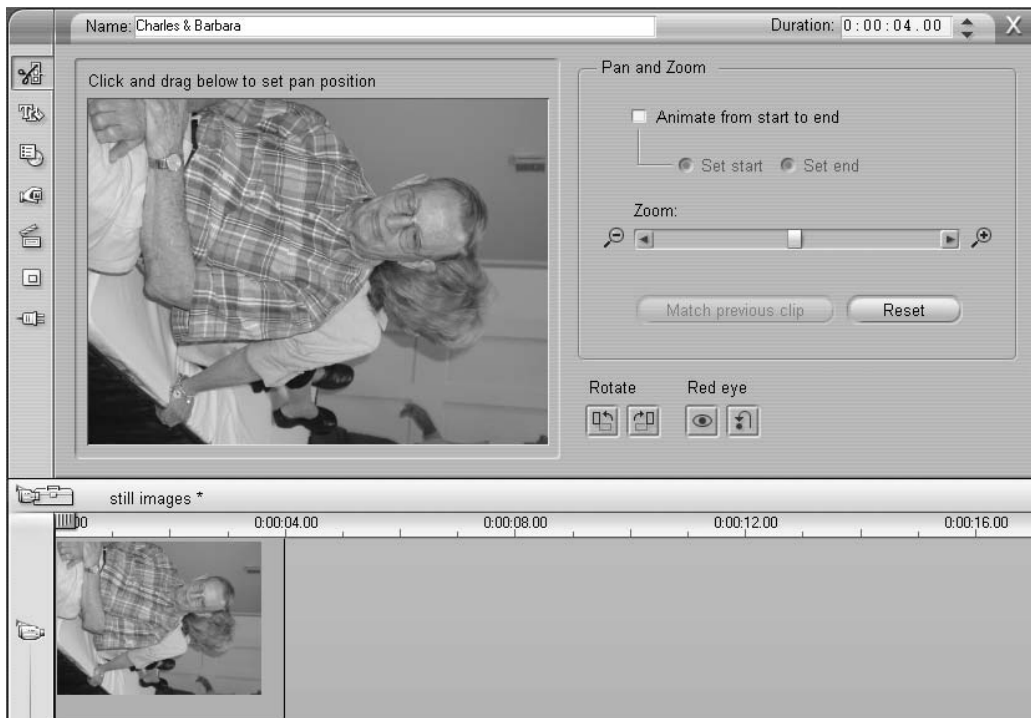 Name: Charles & Barbara
Duration: 0:00:04.00
X
Click and drag below to set pan position
Pan and Zoom
Animate from start to end
Set start Set end
Zoom:
Match previous clip Reset
Rotate Red eye
still images *
0:00:04.00 0:00:08.00 0:00:12.00 0:00:16.00